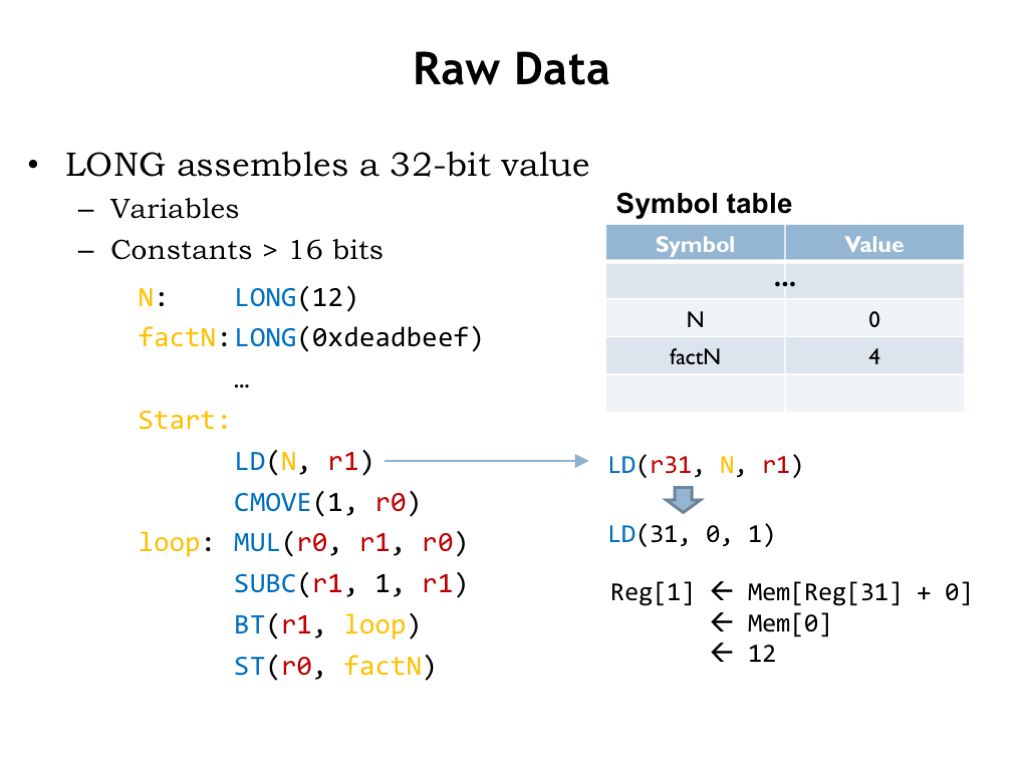 Raw Data
• LONG assembles a 32-bit value
– Variables
– Constants > 16 bits
N: LONG(12)
factN:LONG(0xdeadbeef)
…
Start:
LD(N, r1)
CMOVE(1, r0)
loop: MUL(r0, r1, r0)
SUBC(r1, 1, r1)
BT(r1, loop)
ST(r0, factN)
Symbol table
Symbol Value
...
N 0
factN 4
LD(r31, N, r1)
LD(31, 0, 1)
Reg[1] ← Mem[Reg[31] + 0]
← Mem[0]
← 12